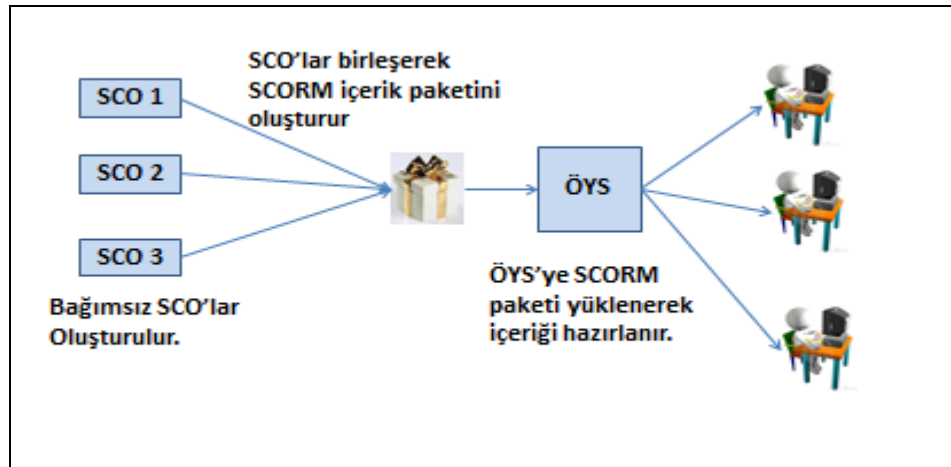 SCO'lar birleşerek
SCORM içerik paketini
oluşturur
SCO 1
SCO 2
SCO 3
Bağımsız SCO'lar
Oluşturulur.
ÖYS
ÖYS'ye SCORM
paketi yüklenerek
içeriği hazırlanır.